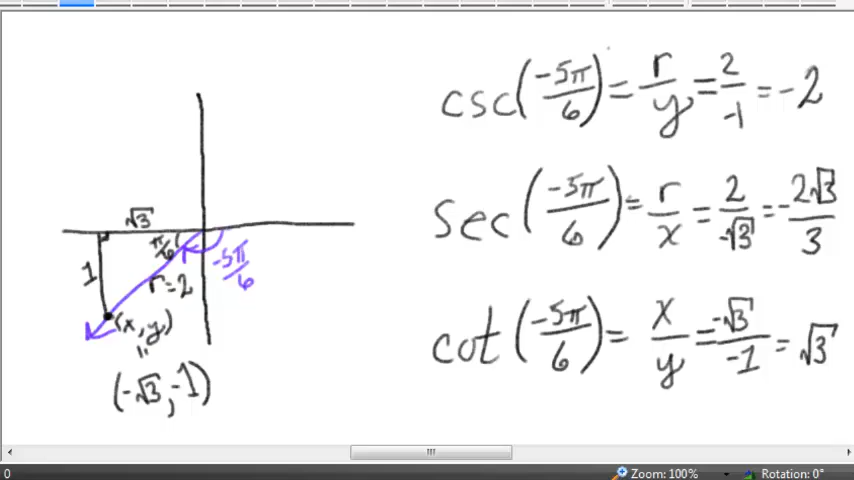 csc(-5π/6) = r/y = 2/-1 = -2
sec(-5π/6) = r/x = 2/-√3 = -2√3/3
cot(-5π/6) = x/y = -√3/-1 = √3
√3
π/6
-5π/6
1
r=2
(x,y)
"
(-√3,-1)
0
Zoom: 100%
Rotation: 0°